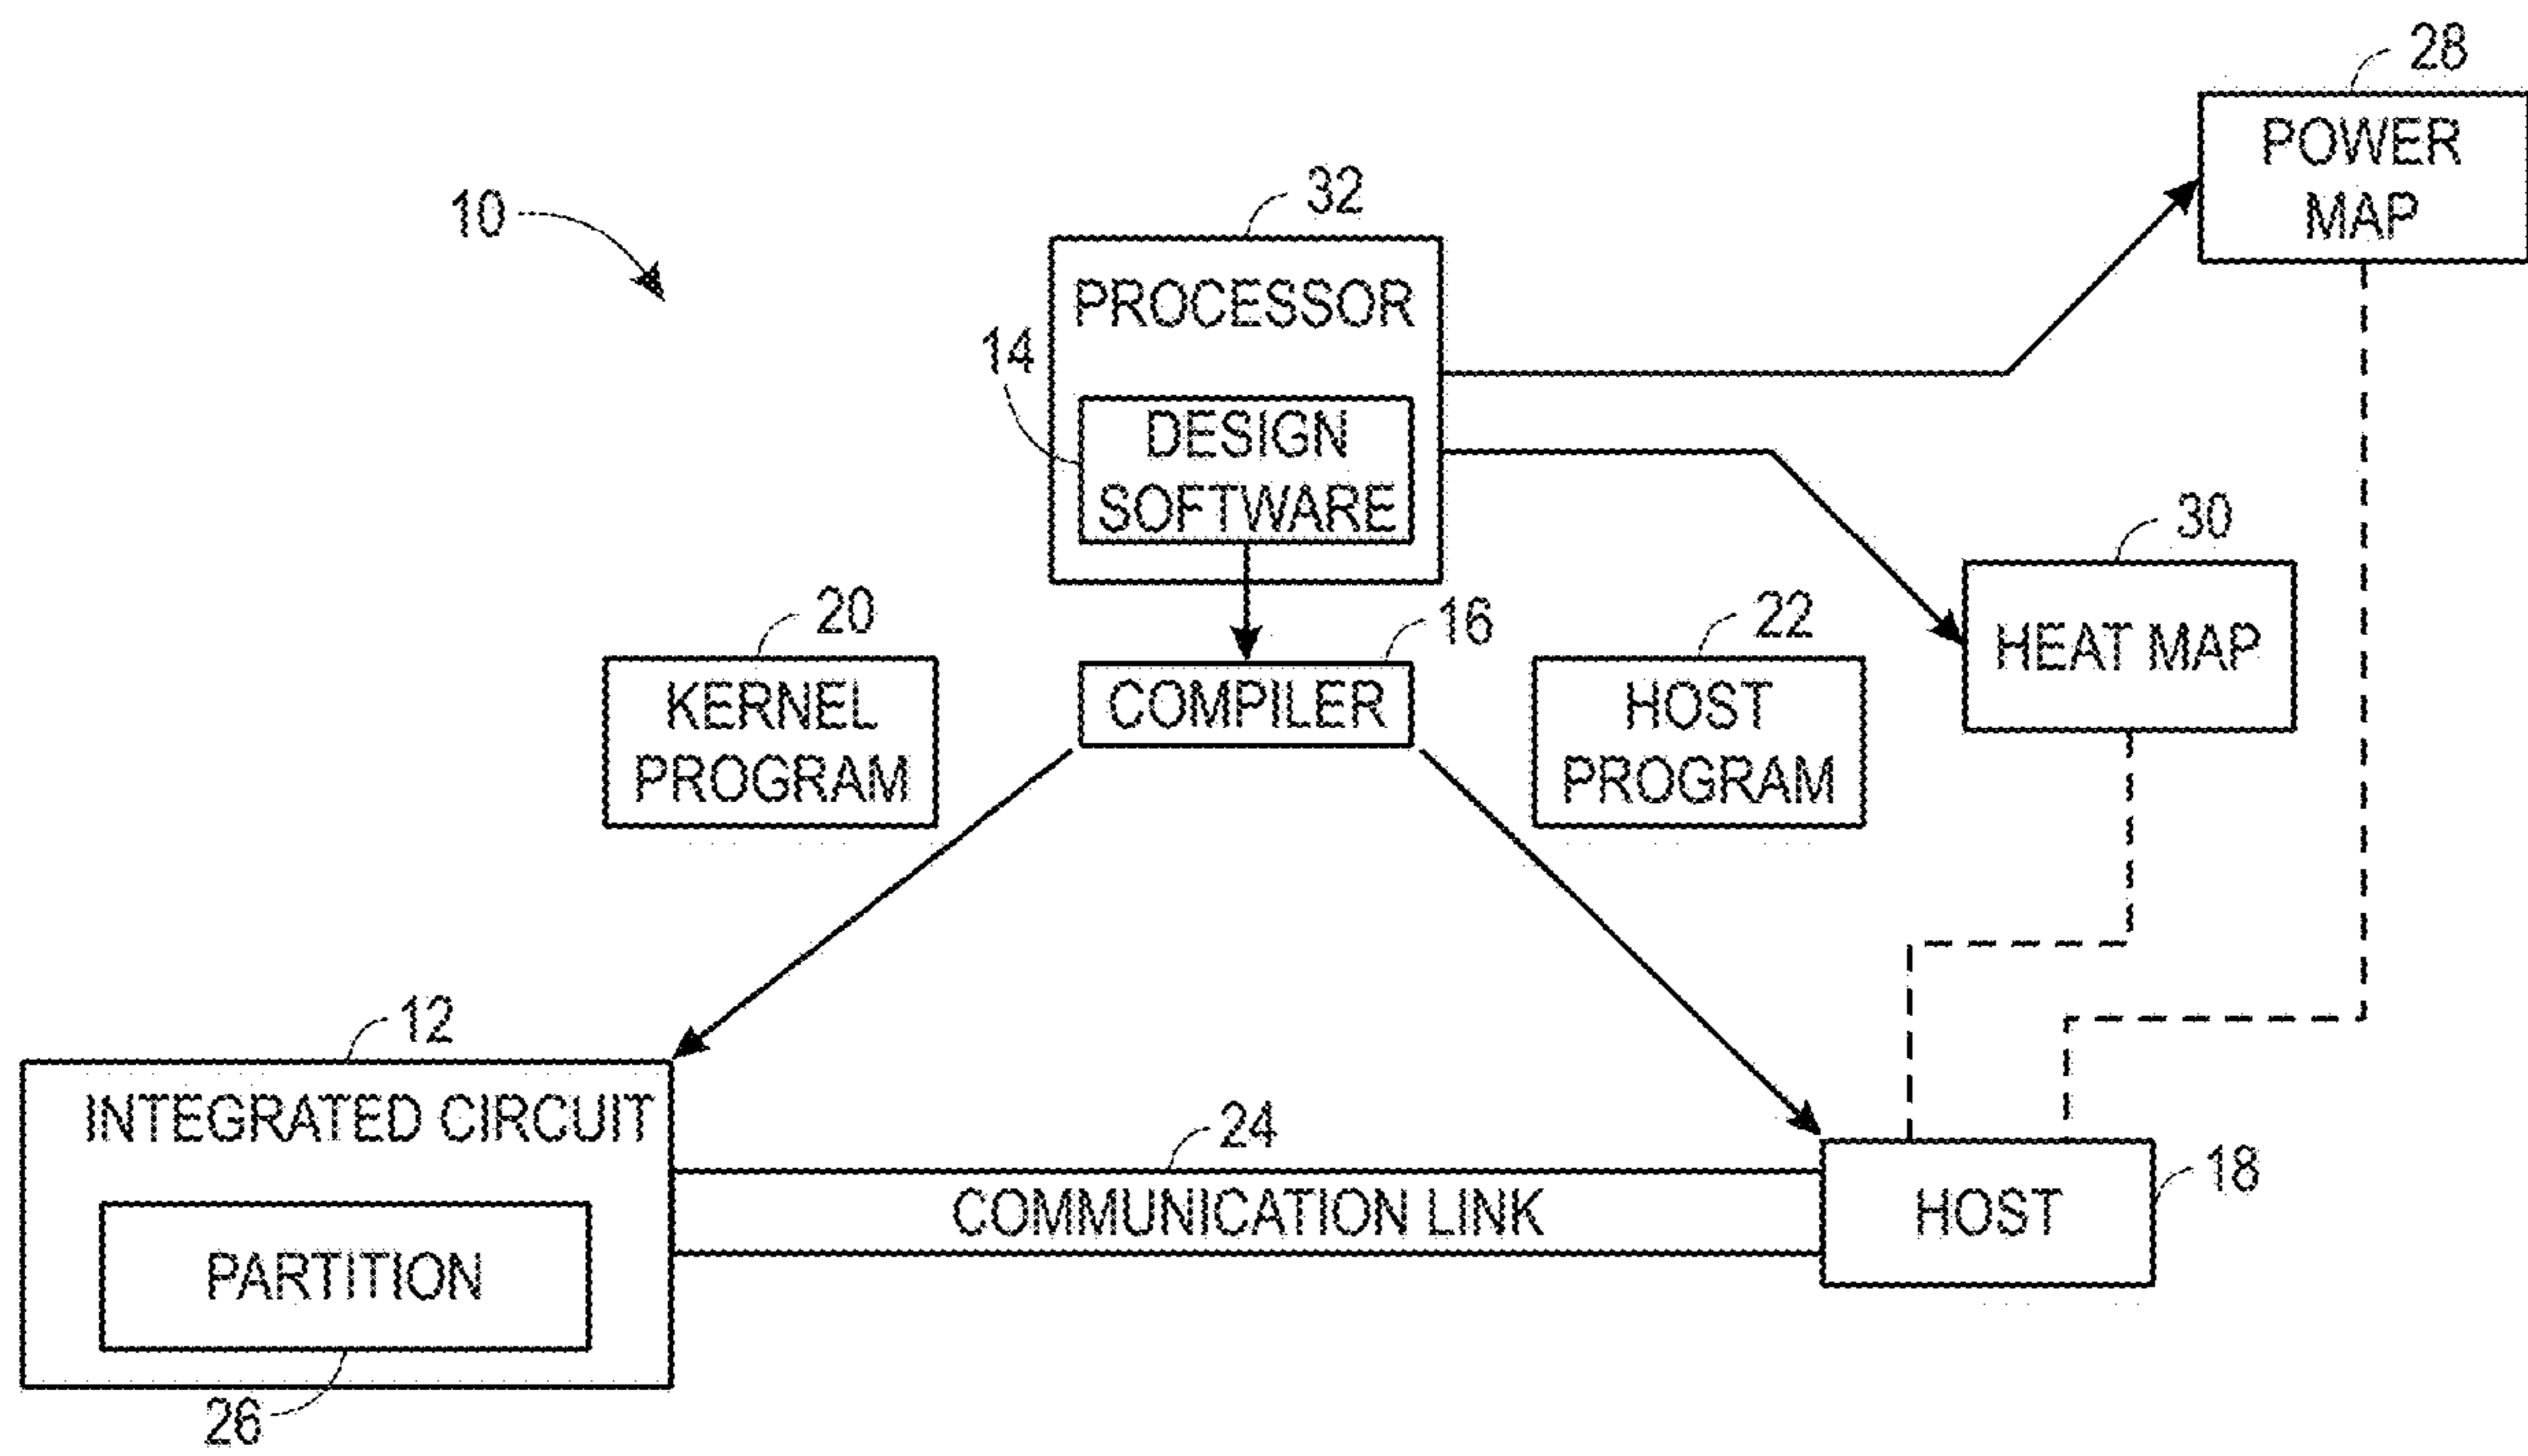 28
POWER
MAP
10
32
PROCESSOR
14
DESIGN
SOFTWARE
30
HEAT MAP
20
KERNEL
PROGRAM
16
COMPILER
22
HOST
PROGRAM
12
INTEGRATED CIRCUIT
24
COMMUNICATION LINK
18
HOST
PARTITION
26